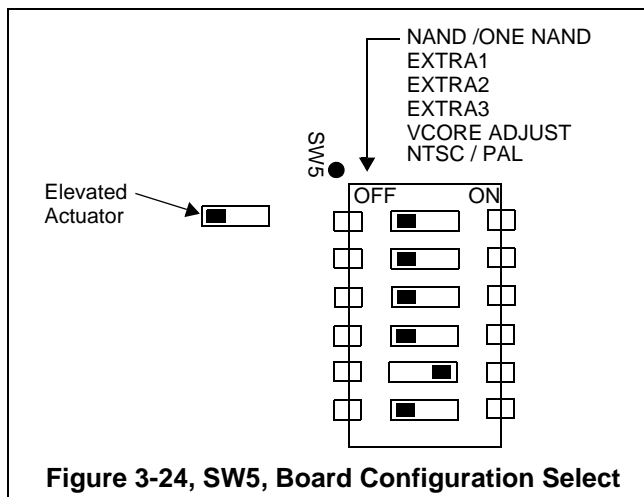 NAND /ONE NAND
EXTRA1
EXTRA2
EXTRA3
VCORE ADJUST
NTSC / PAL
SW5
Elevated
Actuator
OFF ON
Figure 3-24, SW5, Board Configuration Select